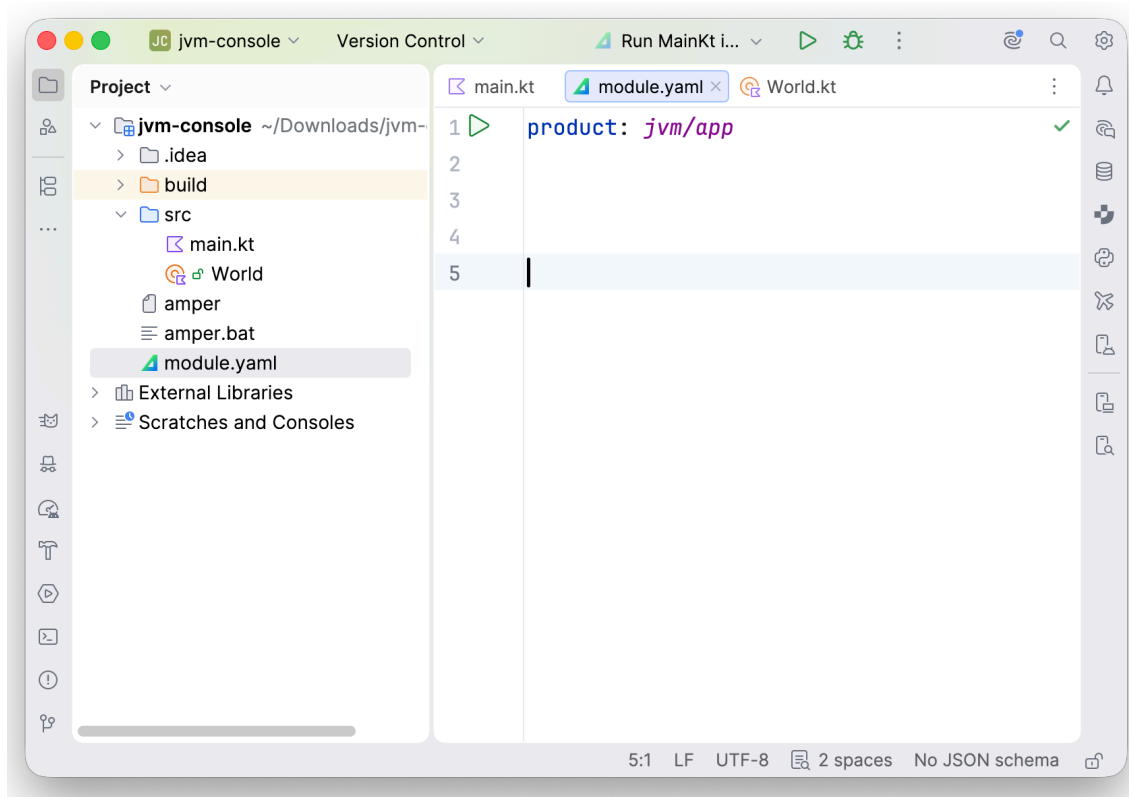 JC jvm-console Version Control Run MainKt i...
Project
main.kt module.yaml World.kt
jvm-console ~/Downloads/jvm-
.idea
build
src
main.kt
World
amper
amper.bat
module.yaml
External Libraries
Scratches and Consoles
1 product: jvm/app
2
3
4
5
5:1 LF UTF-8 2 spaces No JSON schema